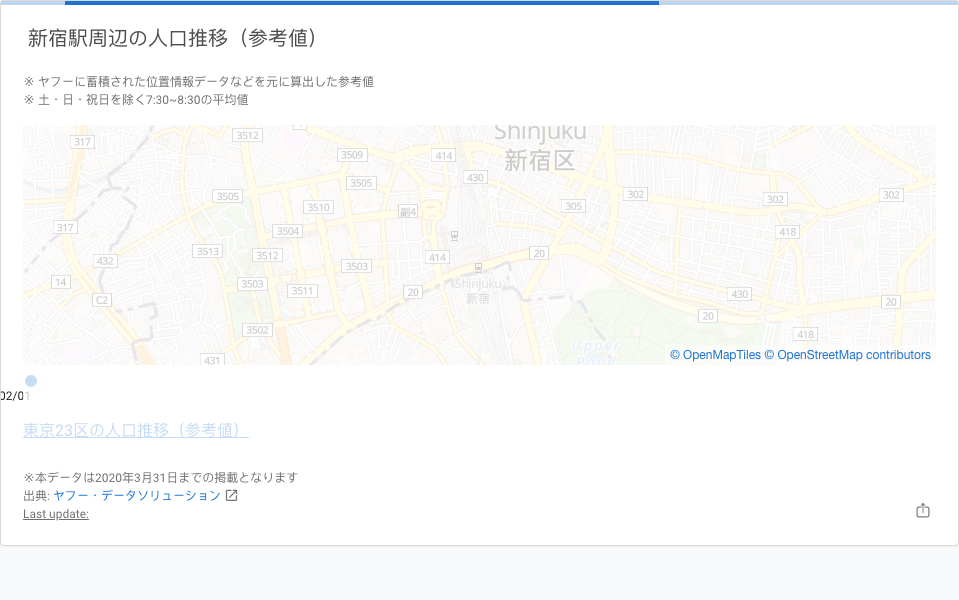 新宿駅周辺の人口推移（参考値）
※ ヤフーに蓄積された位置情報データなどを元に算出した参考値
※ 土・日・祝日を除く7:30~8:30の平均値
3512
317
3509
414
Shinjuku
新宿区
3505
430
3505
302
302
302
3510
副4
305
317
3504
418
3513
3512
414
20
432
3503
14
3503
3511
20
Shinjuku
新宿
430
C2
20
20
3502
418
431
Upper
© OpenMapTiles © OpenStreetMap contributors
02/01
東京23区の人口推移（参考値）
※本データは2020年3月31日までの掲載となります
出典: ヤフー・データソリューション
Last update: